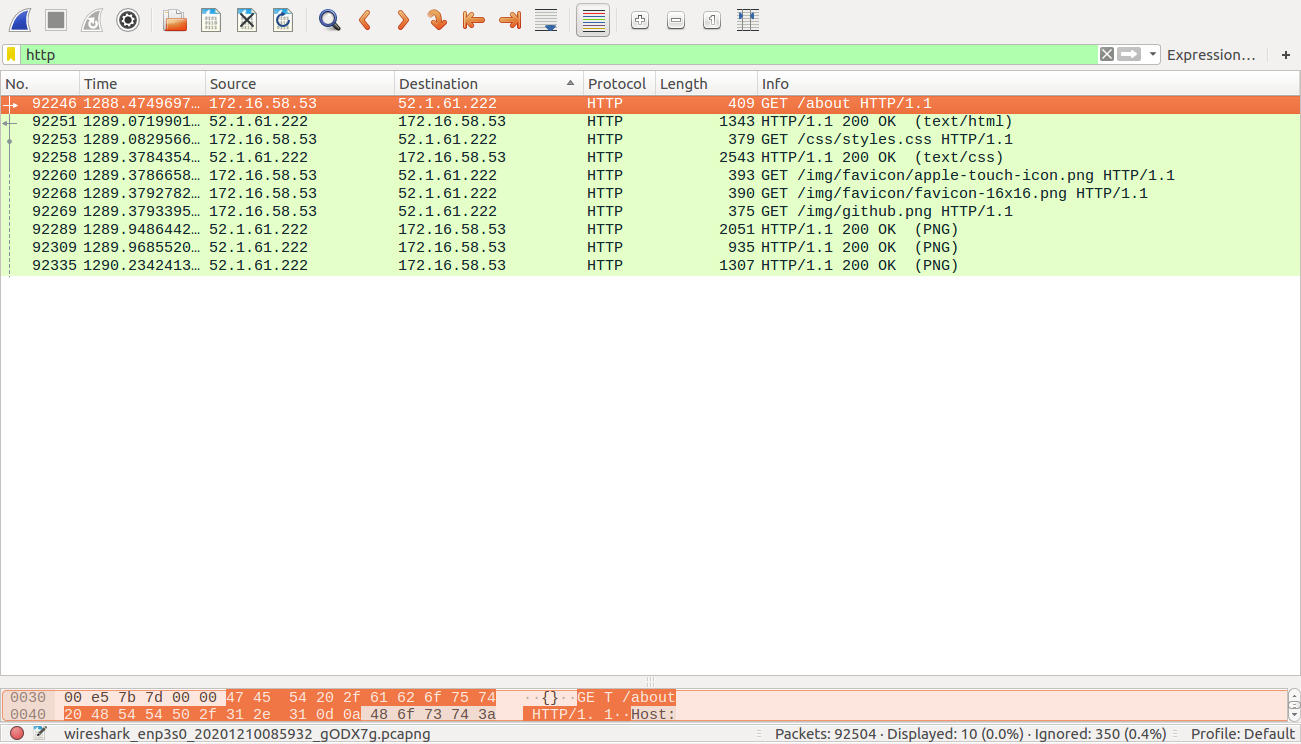 http Expression… +
No. Time Source Destination Protocol Length Info
92246 1288.4749697… 172.16.58.53 52.1.61.222 HTTP 409 GET /about HTTP/1.1
92251 1289.0719901… 52.1.61.222 172.16.58.53 HTTP 1343 HTTP/1.1 200 OK  (text/html)
92253 1289.0829566… 172.16.58.53 52.1.61.222 HTTP 379 GET /css/styles.css HTTP/1.1
92258 1289.3784354… 52.1.61.222 172.16.58.53 HTTP 2543 HTTP/1.1 200 OK  (text/css)
92260 1289.3786658… 172.16.58.53 52.1.61.222 HTTP 393 GET /img/favicon/apple-touch-icon.png HTTP/1.1
92268 1289.3792782… 172.16.58.53 52.1.61.222 HTTP 390 GET /img/favicon/favicon-16x16.png HTTP/1.1
92269 1289.3793395… 172.16.58.53 52.1.61.222 HTTP 375 GET /img/github.png HTTP/1.1
92289 1289.9486442… 52.1.61.222 172.16.58.53 HTTP 2051 HTTP/1.1 200 OK  (PNG)
92309 1289.9685520… 52.1.61.222 172.16.58.53 HTTP 935 HTTP/1.1 200 OK  (PNG)
92335 1290.2342413… 52.1.61.222 172.16.58.53 HTTP 1307 HTTP/1.1 200 OK  (PNG)
0030 00 e5 7b 7d 00 00 47 45 54 20 2f 61 62 6f 75 74 ··{}··GE T /about
0040 20 48 54 54 50 2f 31 2e 31 0d 0a 48 6f 73 74 3a HTTP/1. 1··Host:
wireshark_enp3s0_20201210085932_gODX7g.pcapng Packets: 92504 · Displayed: 10 (0.0%) · Ignored: 350 (0.4%) Profile: Default